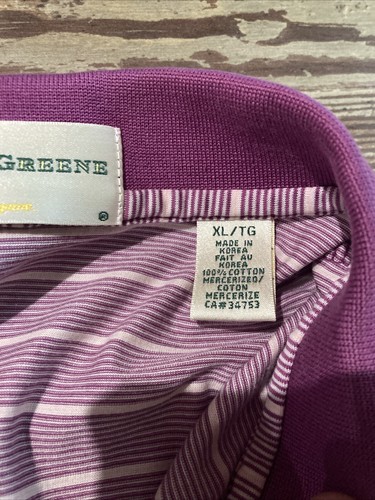 GREENE
®
XL/TG
MADE IN
KOREA
FAIT AU
KOREA
100% COTTON
MERCERIZED/
COTON
MERCERIZE
CA#34753